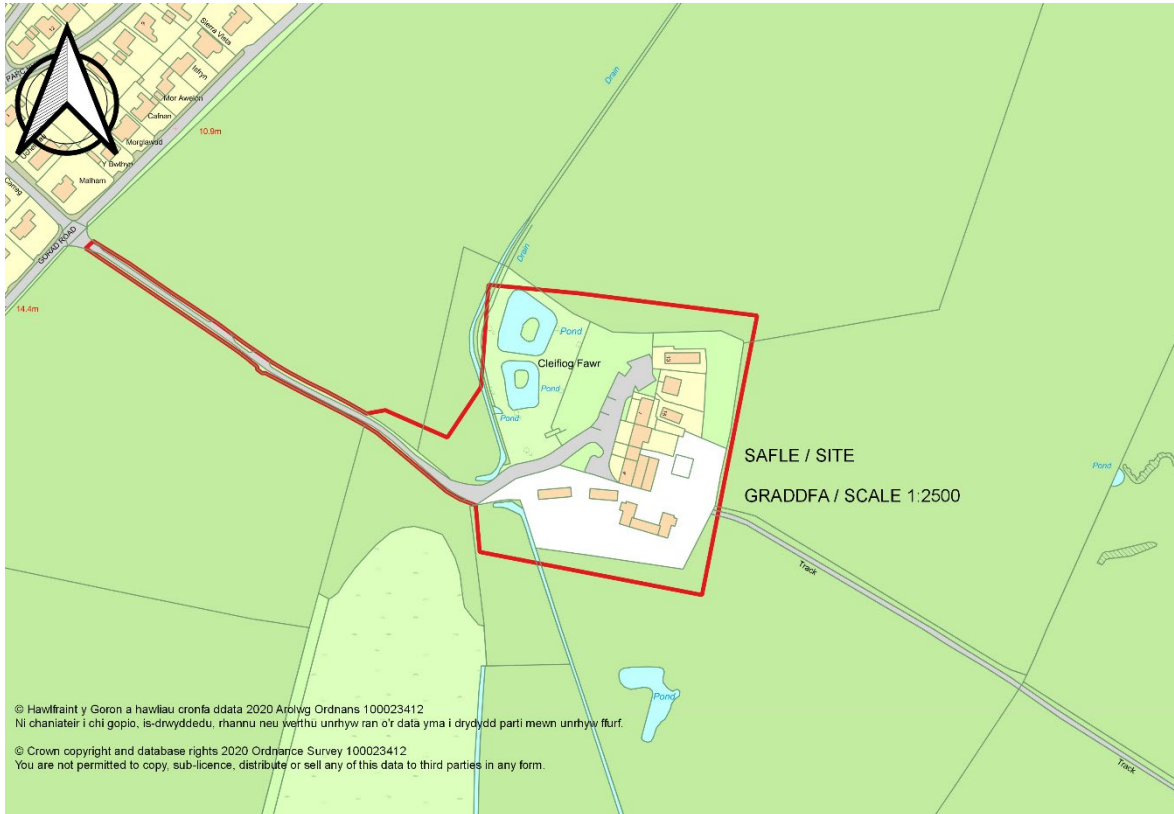 Sierra Vista
9
12
Isfryn
Mor Awelon
Cafnan
Morglawdd
Y Bwthyn
Malham
Carrag
10.9m
GORAD ROAD
14.4m
Drain
Drain
Pond
Cleifiog Fawr
Pond
Pond
SAFLE / SITE
GRADDFA / SCALE 1:2500
Pond
Track
Pond
Track
© Hawlfraint y Goron a hawliau cronfa ddata 2020 Arolwg Ordnans 100023412
Ni chaniateir i chi gopïo, is-drwyddedu, rhannu neu werthu unrhyw ran o'r data yma i drydydd parti mewn unrhyw ffurf.
© Crown copyright and database rights 2020 Ordnance Survey 100023412
You are not permitted to copy, sub-licence, distribute or sell any of this data to third parties in any form.